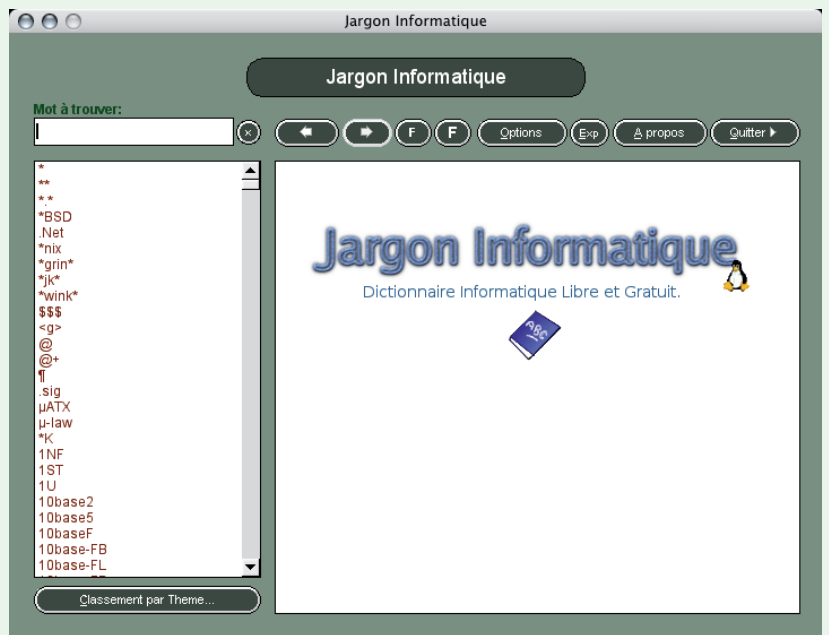 Jargon Informatique
Jargon Informatique
Mot à trouver:
F F Options Exp A propos Quitter
*
**
*.*
*BSD
.Net
*nix
*grin*
*jk*
*wink*
$$$
<g>
@
@+
¶
.sig
µATX
µ-law
*K
1NF
1ST
1U
10base2
10base5
10baseF
10base-FB
10base-FL
Classement par Theme...
Jargon Informatique
Dictionnaire Informatique Libre et Gratuit.
ABC